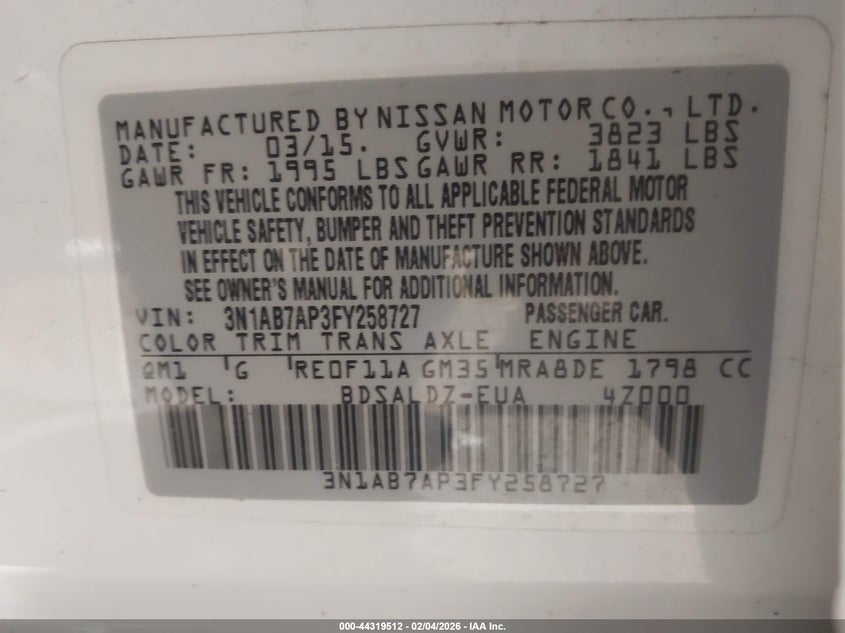 MANUFACTURED BY NISSAN MOTOR CO., LTD.
DATE: 03/15. GVWR: 3823 LBS
GAWR FR: 1995 LBS GAWR RR: 1841 LBS
THIS VEHICLE CONFORMS TO ALL APPLICABLE FEDERAL MOTOR
VEHICLE SAFETY, BUMPER AND THEFT PREVENTION STANDARDS
IN EFFECT ON THE DATE OF MANUFACTURE SHOWN ABOVE.
SEE OWNER'S MANUAL FOR ADDITIONAL INFORMATION.
VIN: 3N1AB7AP3FY258727 PASSENGER CAR.
COLOR TRIM TRANS AXLE ENGINE
QM1 G RE0F11A GM35 MRA8DE 1798 CC
MODEL: BDSALDZ-EUA 4Z000
3N1AB7AP3FY258727
000-44319512 | 02/04/2026 - IAA Inc.